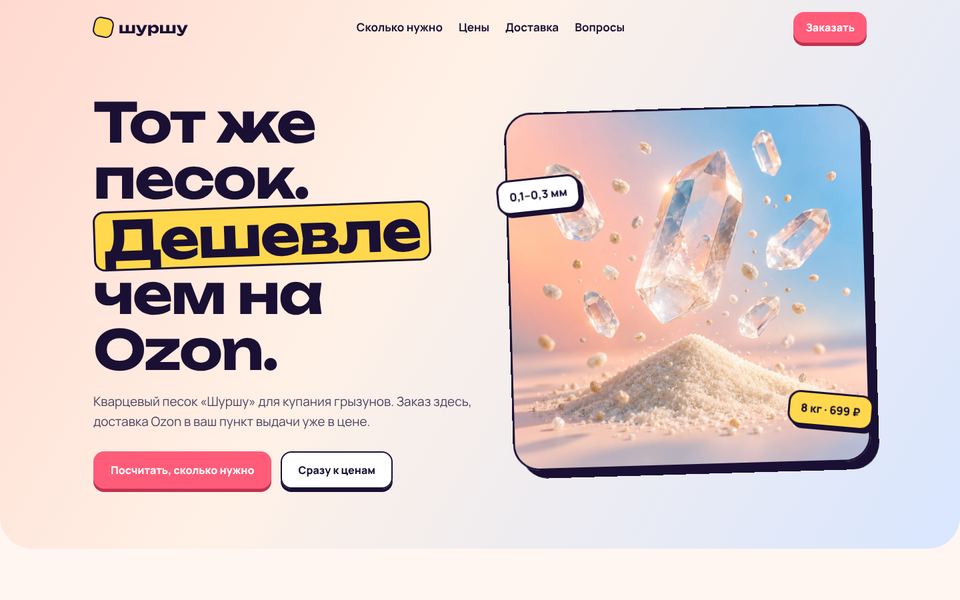 шуршу
Сколько нужно Цены Доставка Вопросы
Заказать
Тот же
песок.
Дешевле
чем на
Ozon.
Кварцевый песок «Шуршу» для купания грызунов. Заказ здесь,
доставка Ozon в ваш пункт выдачи уже в цене.
Посчитать, сколько нужно
Сразу к ценам
0,1–0,3 мм
8 кг · 699 ₽